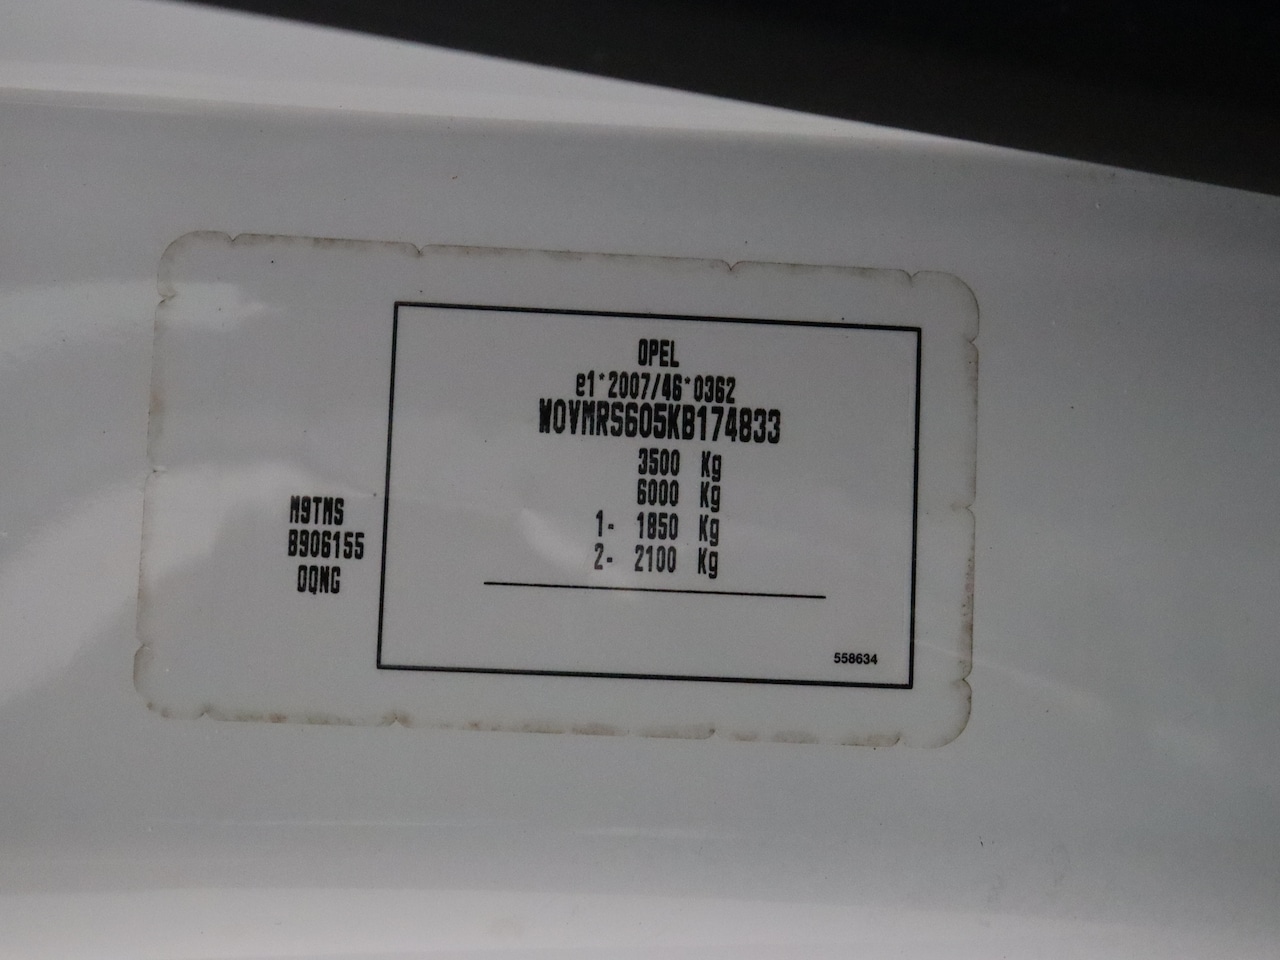 OPEL
e1*2007/46*0362
W0VMRS605KB174833
3500 Kg
6000 Kg
1- 1850 Kg
2- 2100 Kg
M9TMS
B906155
0QNG
558634